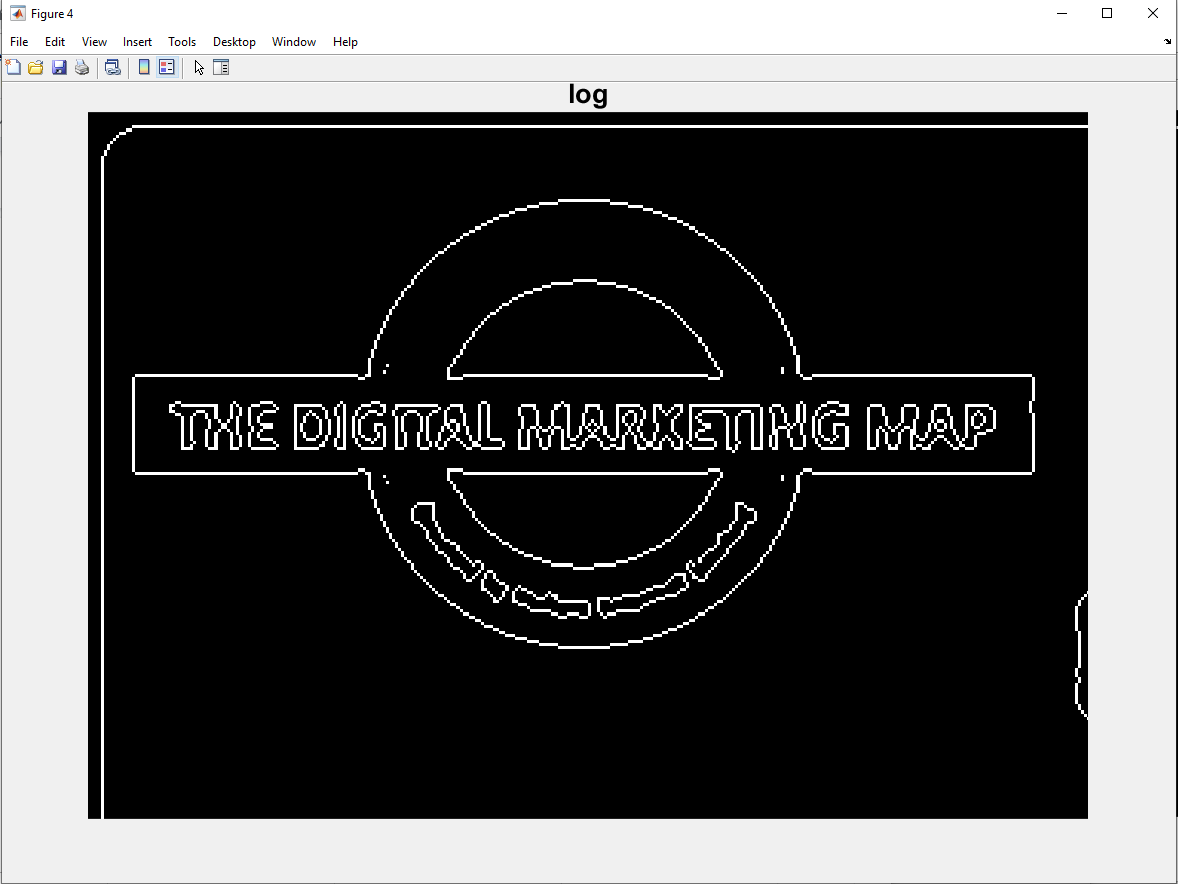 Figure 4
File Edit View Insert Tools Desktop Window Help
log
THE DIGITAL MARKETING MAP